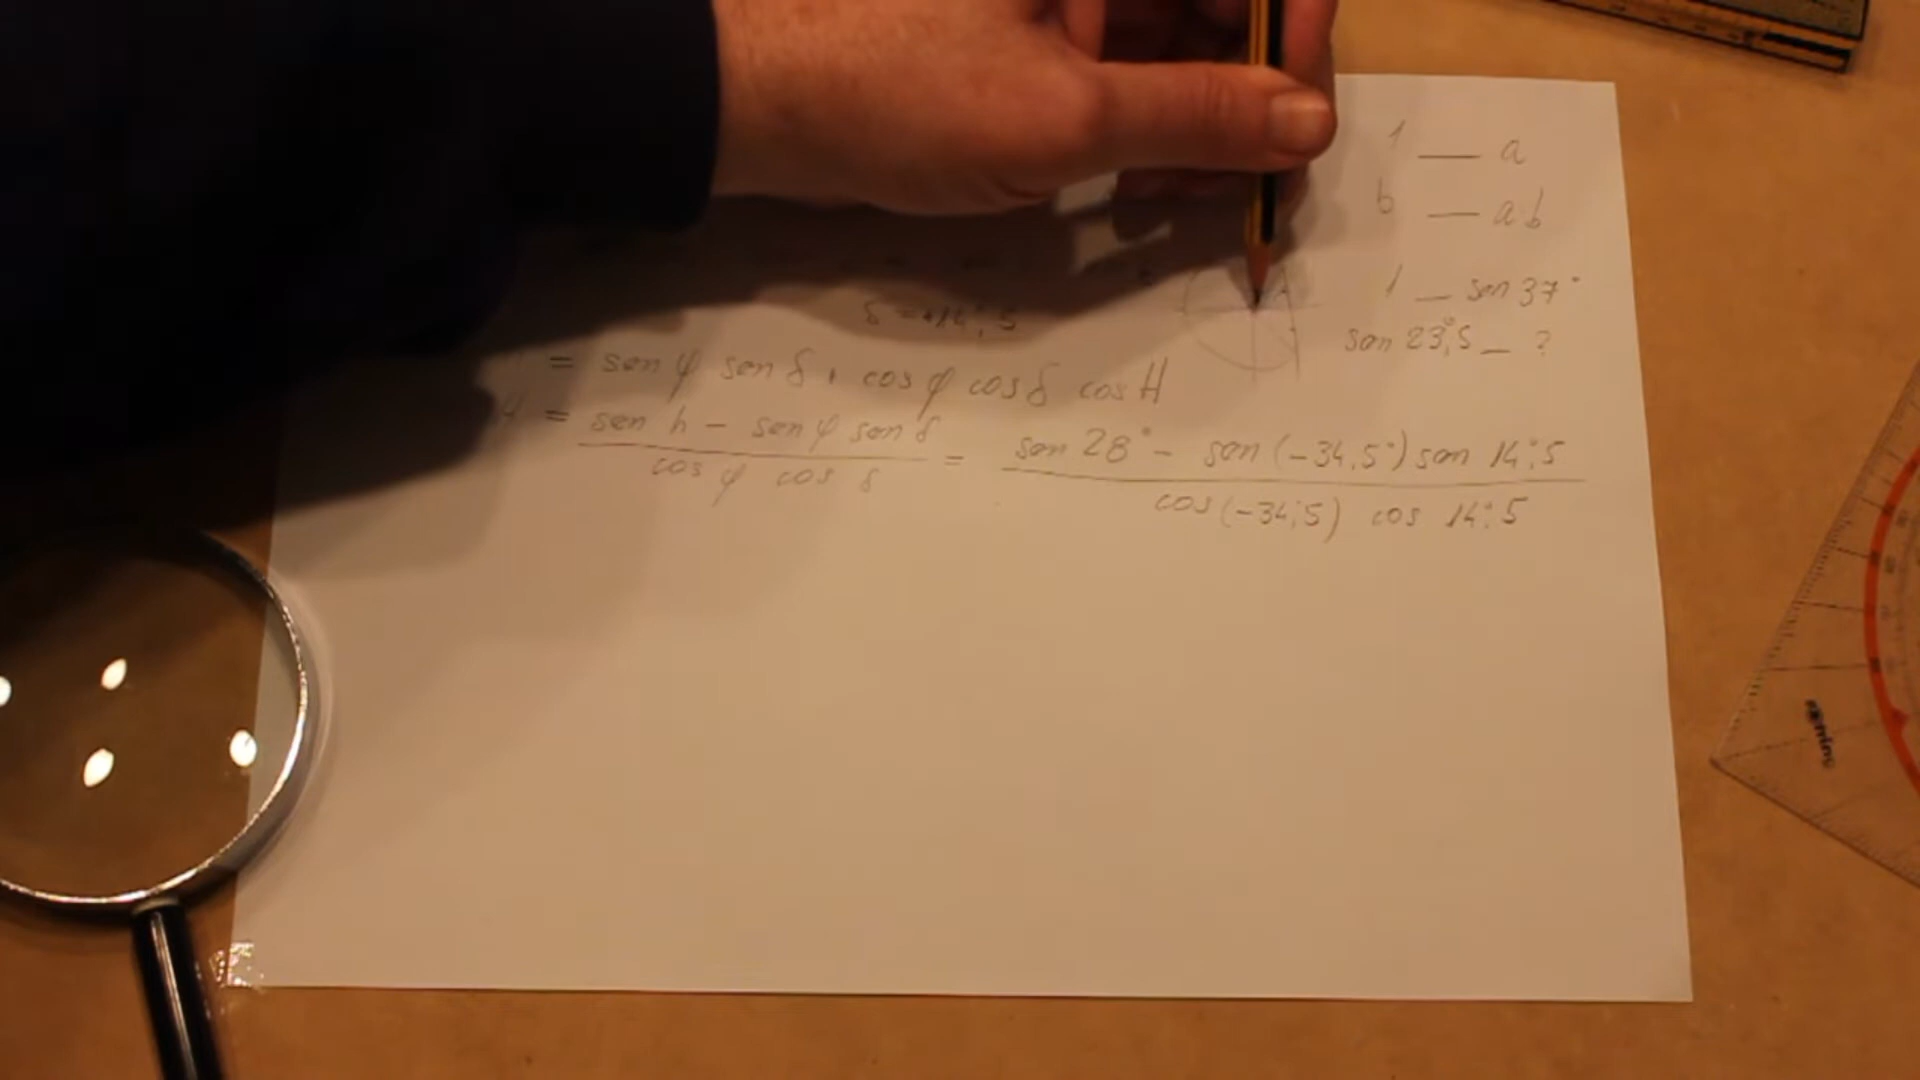 1 — a
b — a b
1 — sen 37°
sen 23°,5 — ?
δ = +14°,5
= sen φ sen δ + cos φ cos δ cos H
= sen h - sen φ sen δ / cos φ cos δ = sen 28° - sen (-34,5°) sen 14°,5 / cos (-34°,5) cos 14°,5